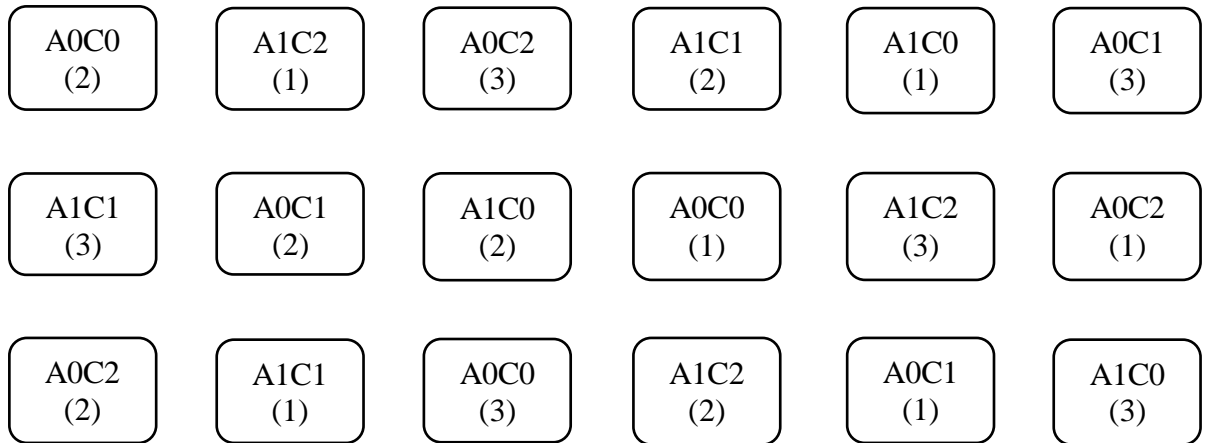 A0C0 A1C2 A0C2 A1C1 A1C0 A0C1
(2) (1) (3) (2) (1) (3)
A1C1 A0C1 A1C0 A0C0 A1C2 A0C2
(3) (2) (2) (1) (3) (1)
A0C2 A1C1 A0C0 A1C2 A0C1 A1C0
(2) (1) (3) (2) (1) (3)